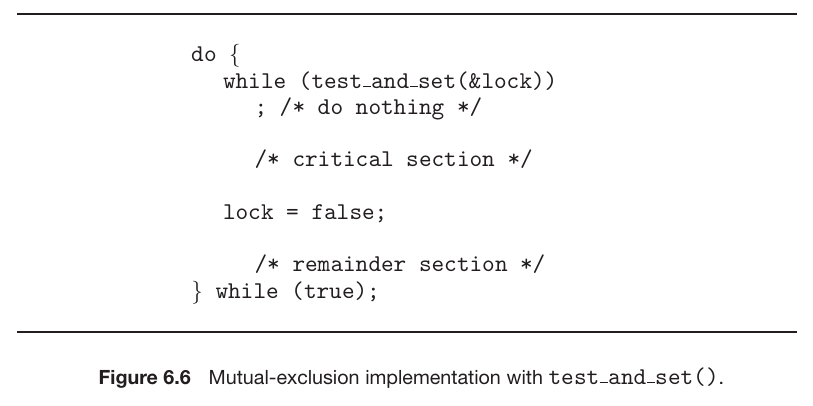 do {
while (test_and_set(&lock))
; /* do nothing */
/* critical section */
lock = false;
/* remainder section */
} while (true);
Figure 6.6 Mutual-exclusion implementation with test_and_set().